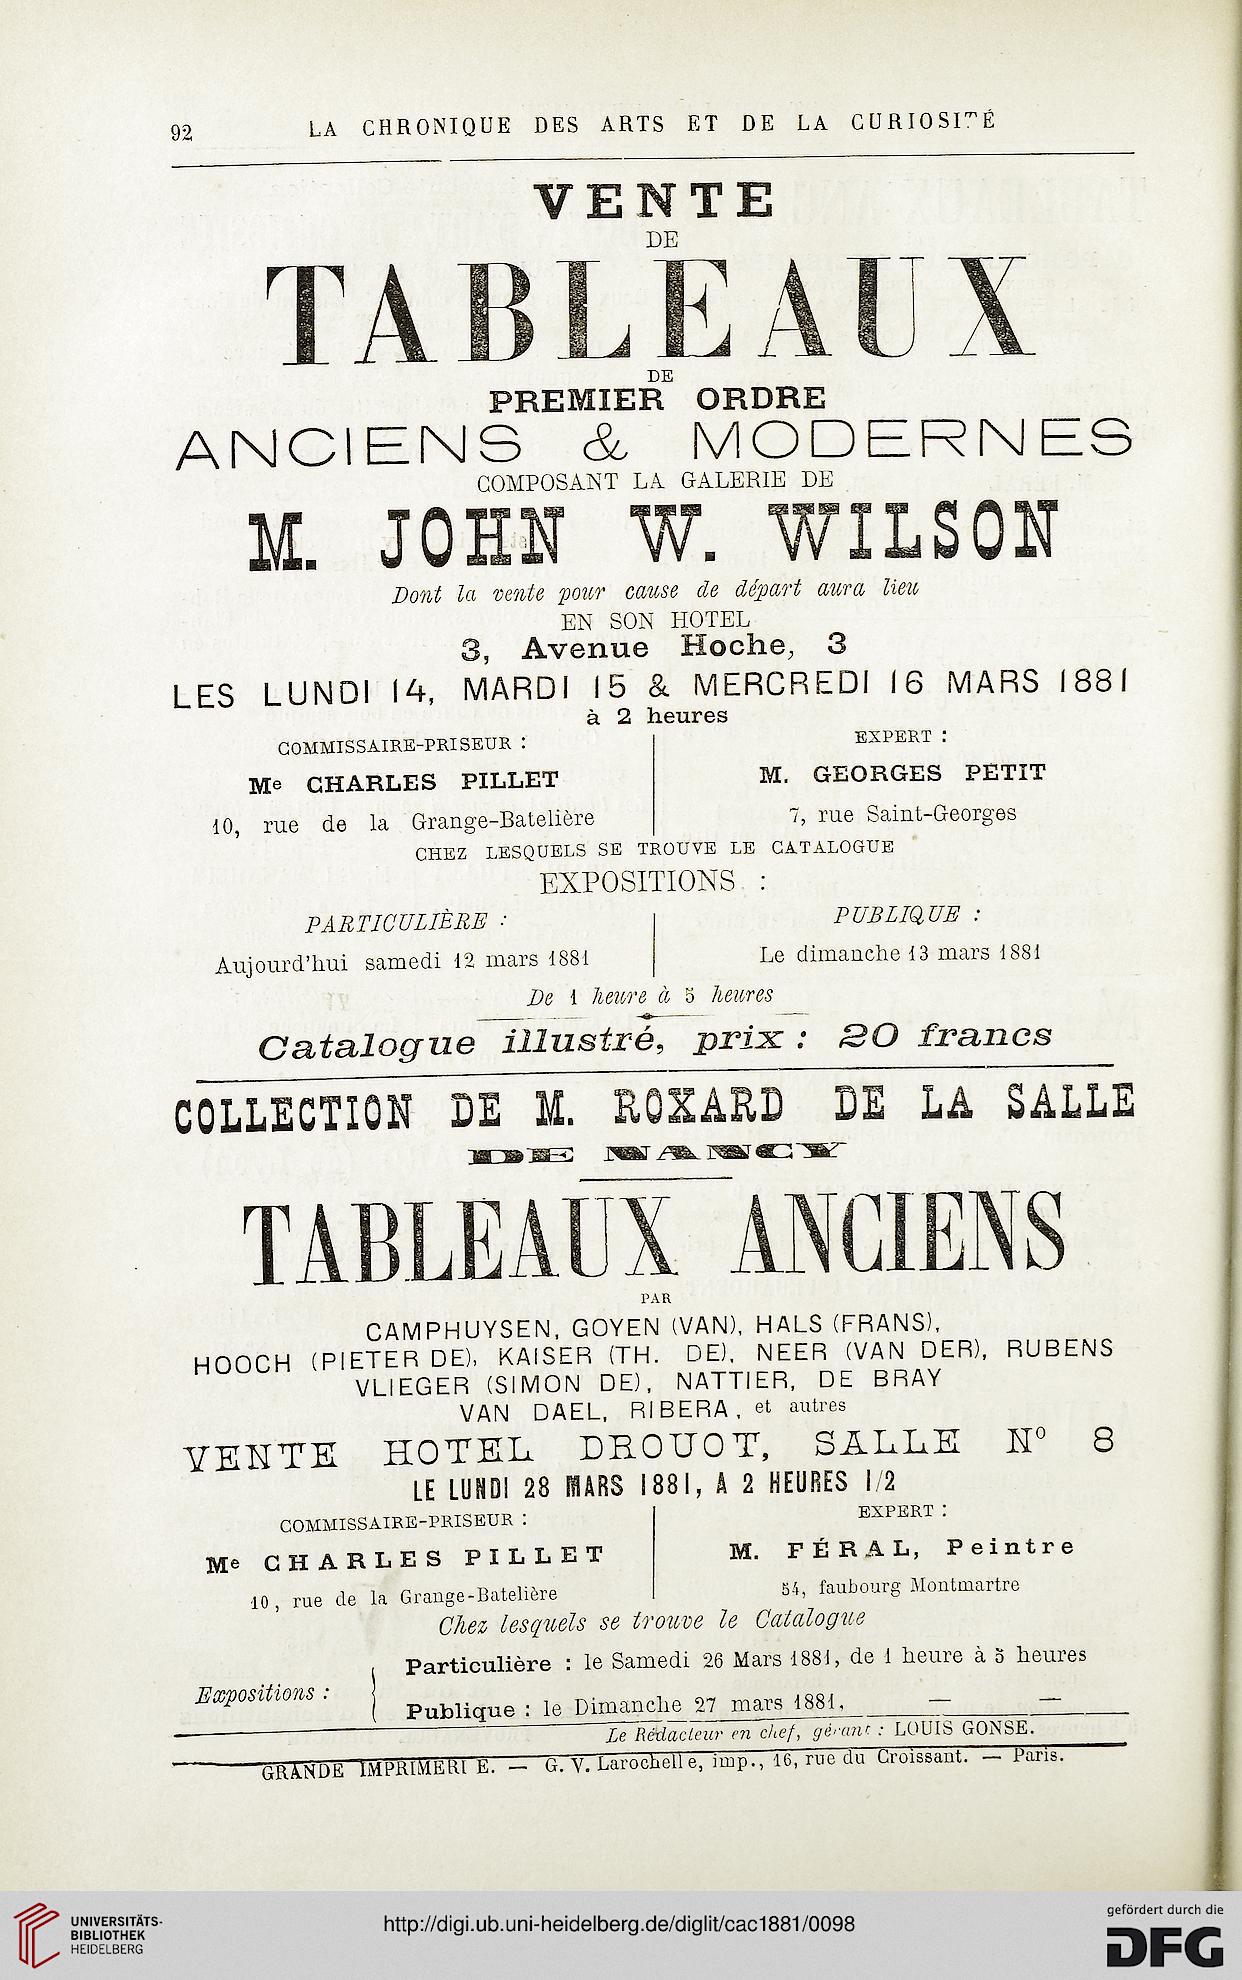 92 LA CHRONIQUE DES ARTS ET DE LA CURIOSITÉ
VENTE
DE
TABLEAUX
DE
PREMIER ORDRE
ANCIENS & MODERNES
COMPOSANT LA GALERIE DE
M. JOHN W. WILSON
Dont la vente pour cause de départ aura lieu
EN SON HOTEL
3, Avenue Hoche, 3
LES LUNDI 14, MARDI 15 & MERCREDI 16 MARS 1881
à 2 heures
COMMISSAIRE-PRISEUR :
Me CHARLES PILLET
10, rue de la Grange-Batelière
EXPERT :
M. GEORGES PETIT
7, rue Saint-Georges
CHEZ LESQUELS SE TROUVE LE CATALOGUE
EXPOSITIONS :
PARTICULIÈRE :
Aujourd'hui samedi 12 mars 1881
PUBLIQUE :
Le dimanche 13 mars 1881
De 1 heure à 5 heures
Catalogue illustré, prix : 20 francs
COLLECTION DE M. ROXARD DE LA SALLE
DE NANCY
TABLEAUX ANCIENS
PAR
CAMPHUYSEN, GOYEN (VAN), HALS (FRANS),
HOOCH (PIETER DE), KAISER (TH. DE), NEER (VAN DER), RUBENS
VLIEGER (SIMON DE), NATTIER, DE BRAY
VAN DAEL, RIBERA, et autres
VENTE HOTEL DROUOT, SALLE No 8
LE LUNDI 28 MARS 1881, A 2 HEURES 1/2
COMMISSAIRE-PRISEUR :
Me CHARLES PILLET
10, rue de la Grange-Batelière
EXPERT :
M. FÉRAL, Peintre
54, faubourg Montmartre
Chez lesquels se trouve le Catalogue
Expositions :
Particulière : le Samedi 26 Mars 1881, de 1 heure à 5 heures
Publique : le Dimanche 27 mars 1881, — —
Le Rédacteur en chef, gérant : LOUIS GONSE.
GRANDE IMPRIMERIE. — G. V. Larochelle, imp., 16, rue du Croissant. — Paris.
UNIVERSITÄTS-
BIBLIOTHEK
HEIDELBERG
http://digi.ub.uni-heidelberg.de/diglit/cac1881/0098
gefördert durch die
DFG